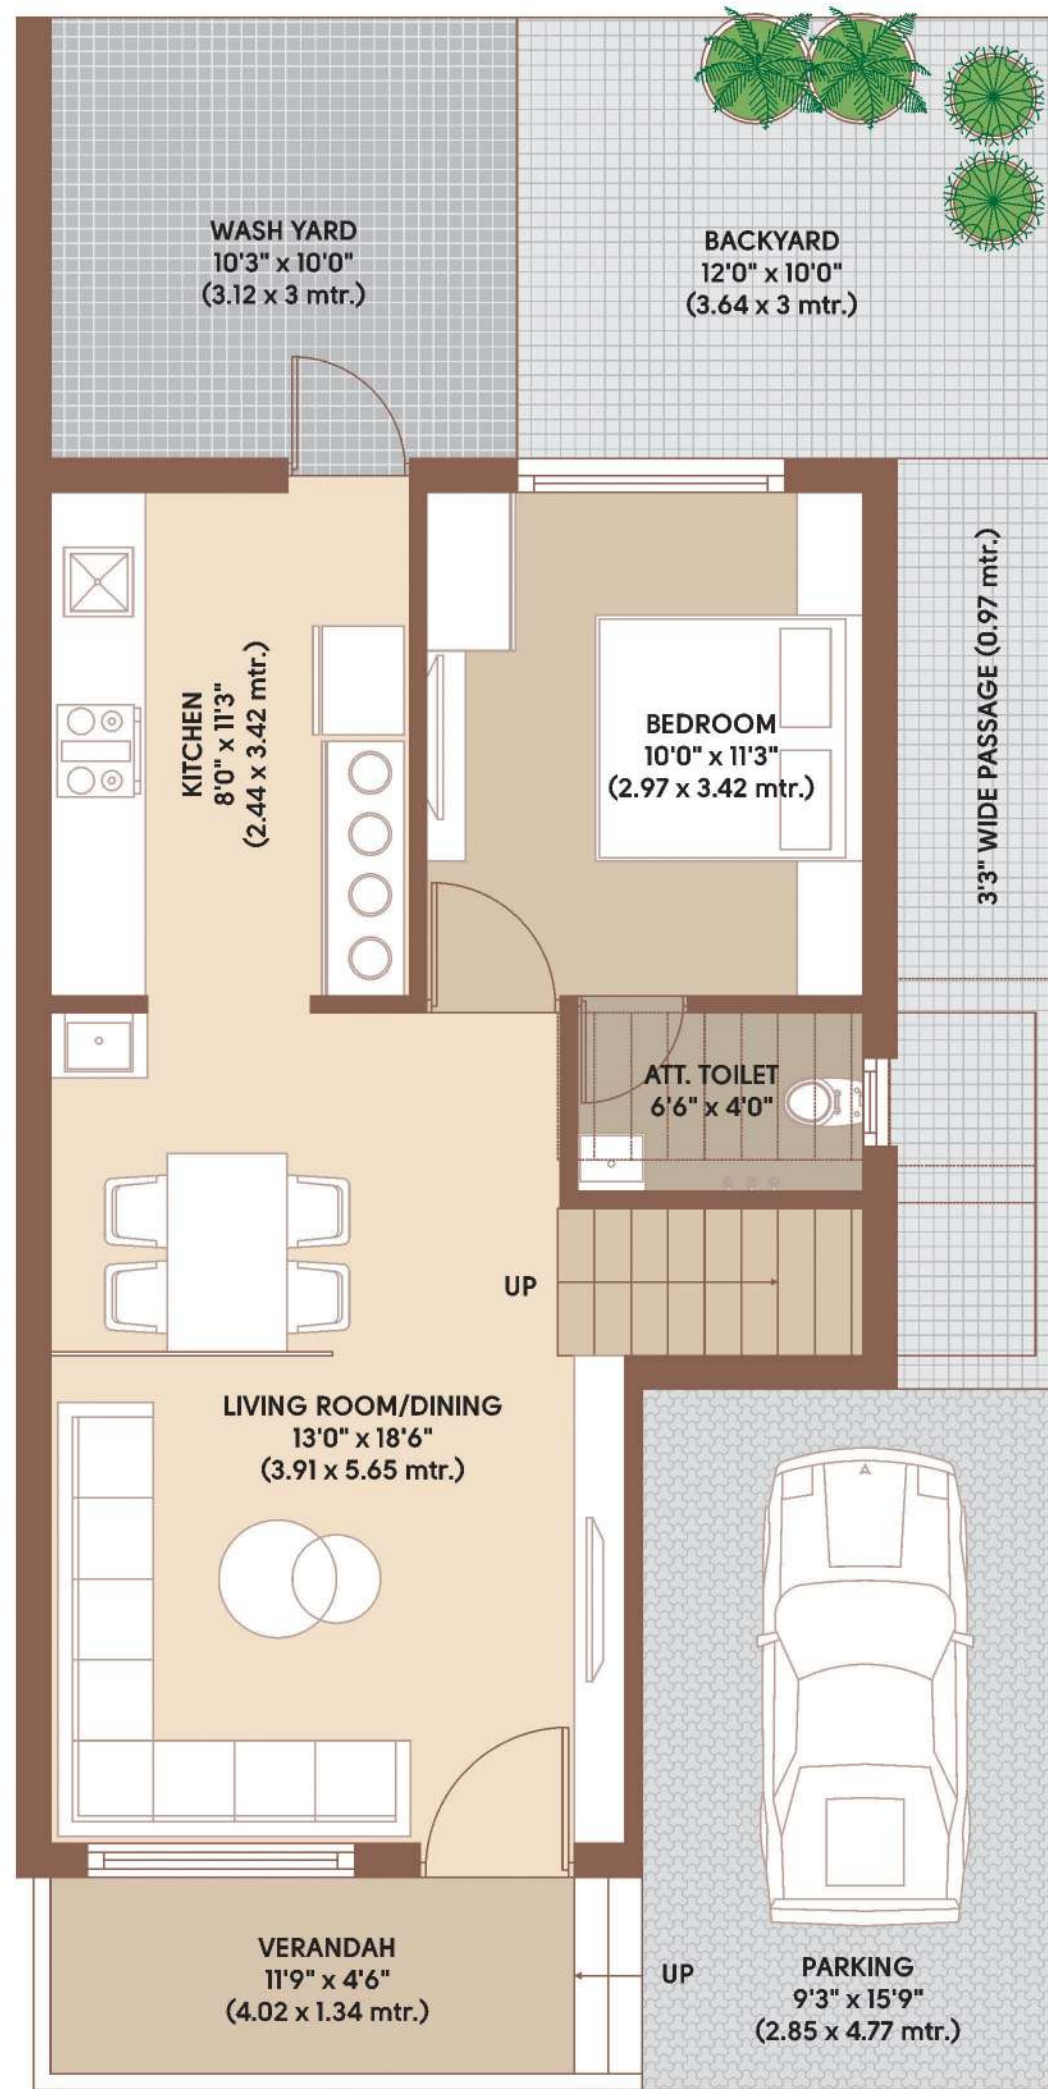 WASH YARD
10'3" x 10'0"
(3.12 x 3 mtr.)
BACKYARD
12'0" x 10'0"
(3.64 x 3 mtr.)
KITCHEN
8'0" x 11'3"
(2.44 x 3.42 mtr.)
BEDROOM
10'0" x 11'3"
(2.97 x 3.42 mtr.)
3'3" WIDE PASSAGE (0.97 mtr.)
ATT. TOILET
6'6" x 4'0"
UP
LIVING ROOM/DINING
13'0" x 18'6"
(3.91 x 5.65 mtr.)
VERANDAH
11'9" x 4'6"
(4.02 x 1.34 mtr.)
UP
PARKING
9'3" x 15'9"
(2.85 x 4.77 mtr.)